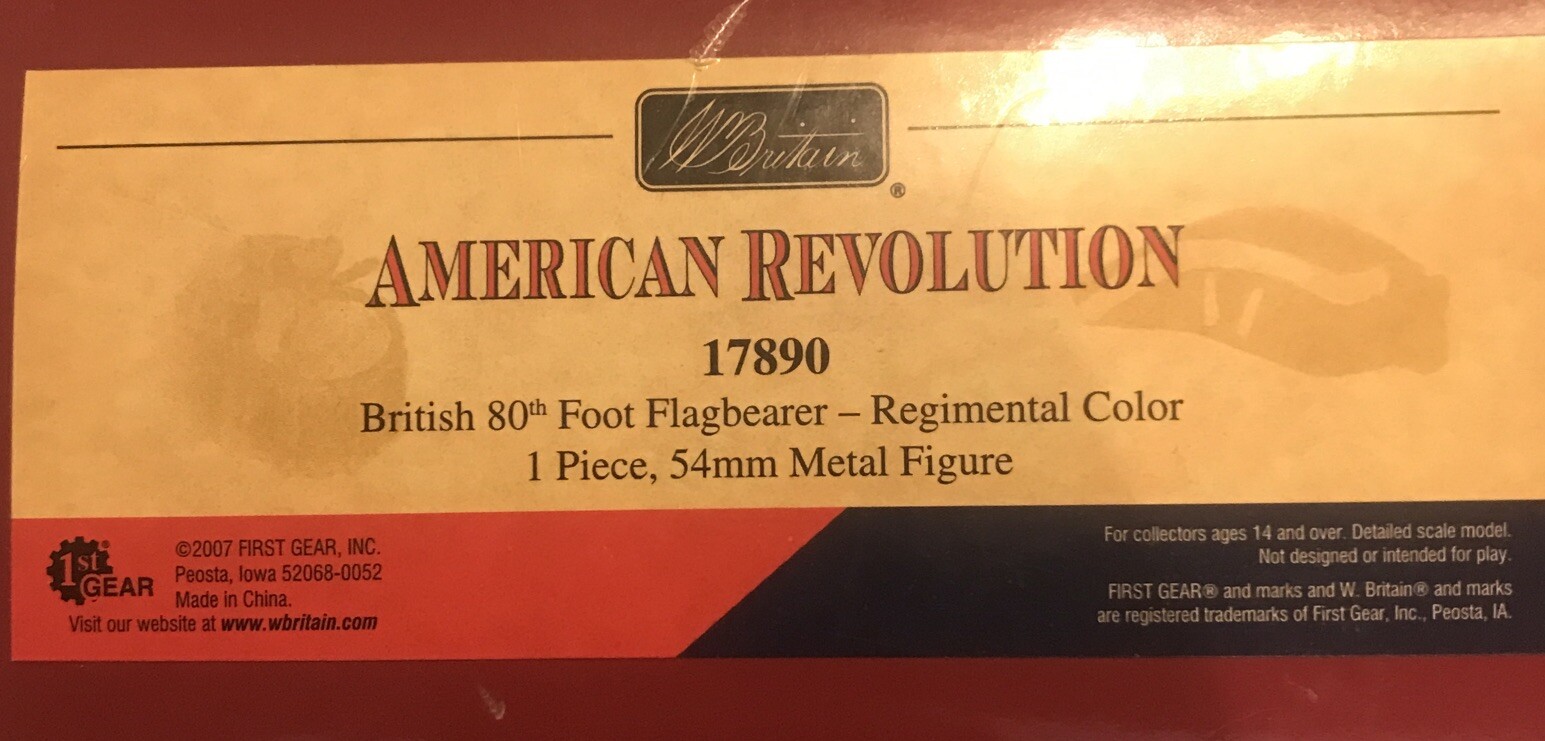 W Britain
®
AMERICAN REVOLUTION
17890
British 80th Foot Flagbearer – Regimental Color
1 Piece, 54mm Metal Figure
1st GEAR®
©2007 FIRST GEAR, INC.
Peosta, Iowa 52068-0052
Made in China.
Visit our website at www.wbritain.com
For collectors ages 14 and over. Detailed scale model.
Not designed or intended for play.
FIRST GEAR® and marks and W. Britain® and marks
are registered trademarks of First Gear, Inc., Peosta, IA.